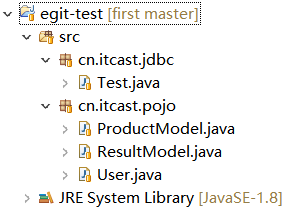 egit-test [first master]
src
cn.itcast.jdbc
Test.java
cn.itcast.pojo
ProductModel.java
ResultModel.java
User.java
JRE System Library [JavaSE-1.8]